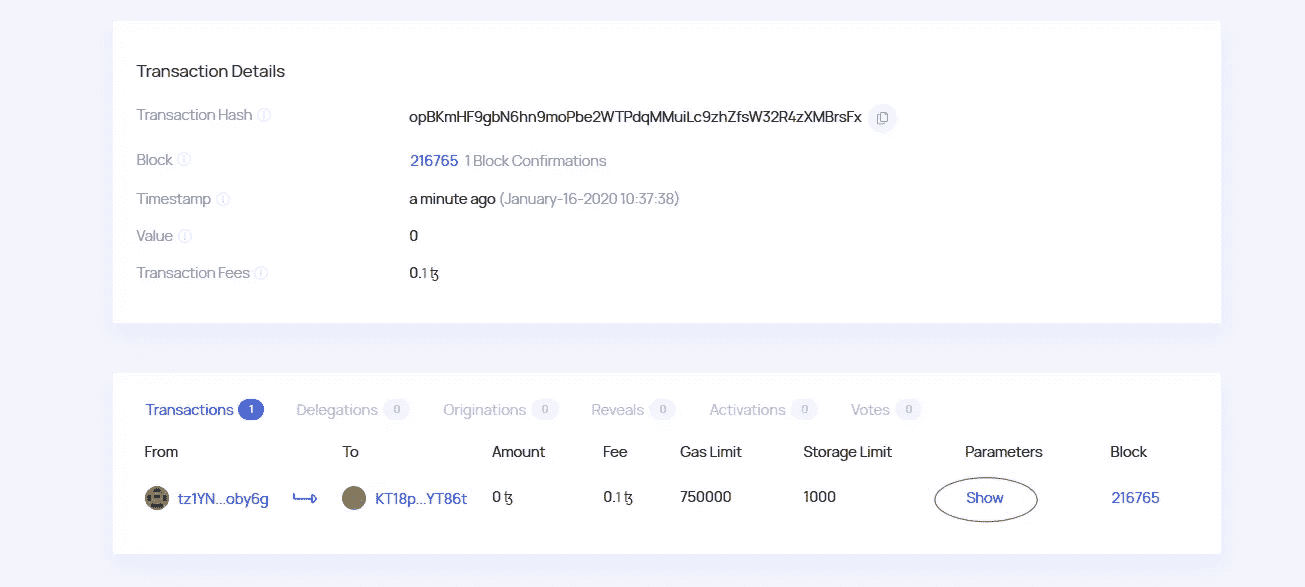 Transaction Details
Transaction Hash opBKmHF9gbN6hn9moPbe2WTPdqMMuiLc9zhZfsW32R4zXMBrsFx
Block 216765 1 Block Confirmations
Timestamp a minute ago (January-16-2020 10:37:38)
Value 0
Transaction Fees 0.1 ꜩ
Transactions 1 Delegations 0 Originations 0 Reveals 0 Activations 0 Votes 0
From To Amount Fee Gas Limit Storage Limit Parameters Block
tz1YN...oby6g KT18p...YT86t 0 ꜩ 0.1 ꜩ 750000 1000 Show 216765